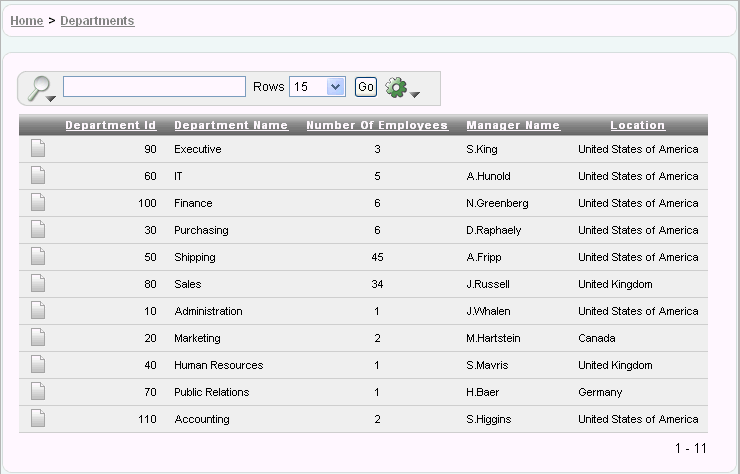 Home > Departments
Rows 15 Go
Department Id Department Name Number Of Employees Manager Name Location
90 Executive 3 S.King United States of America
60 IT 5 A.Hunold United States of America
100 Finance 6 N.Greenberg United States of America
30 Purchasing 6 D.Raphaely United States of America
50 Shipping 45 A.Fripp United States of America
80 Sales 34 J.Russell United Kingdom
10 Administration 1 J.Whalen United States of America
20 Marketing 2 M.Hartstein Canada
40 Human Resources 1 S.Mavris United Kingdom
70 Public Relations 1 H.Baer Germany
110 Accounting 2 S.Higgins United States of America
1 - 11